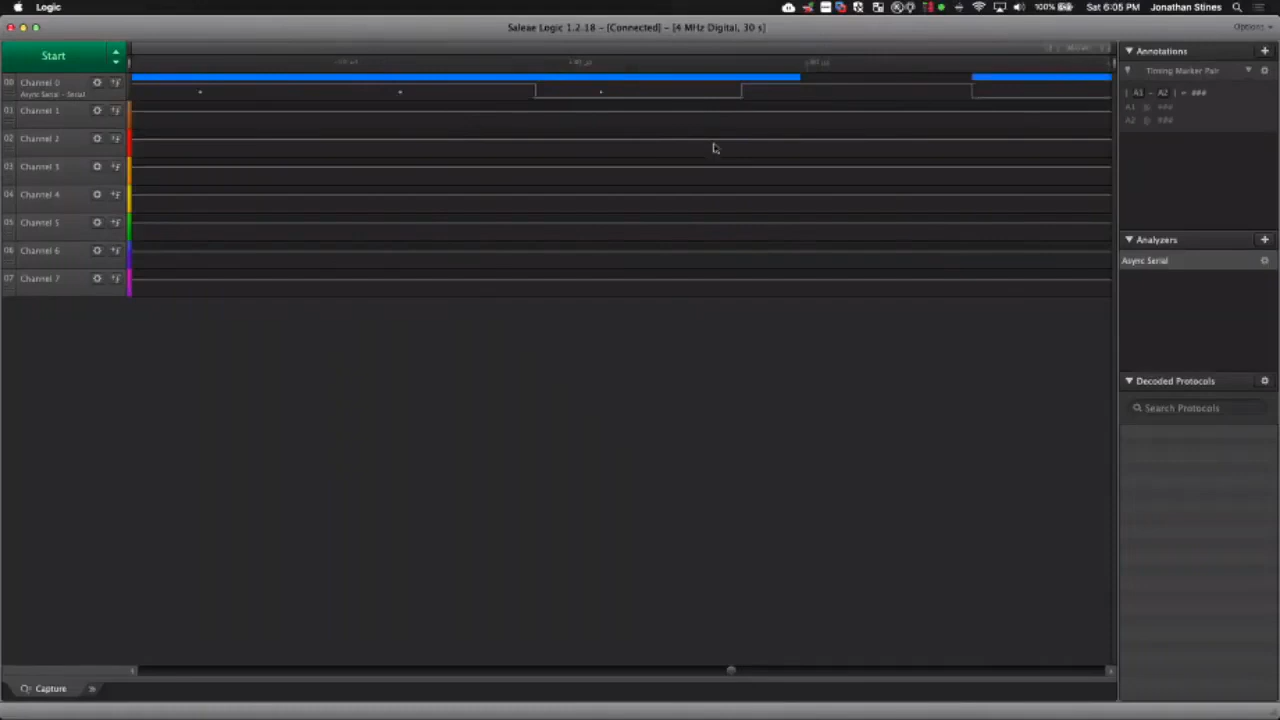 Logic
100%
Sat 6:05 PM
Jonathan Stines
Saleae Logic 1.2.18 - [Connected] - [4 MHz Digital, 30 s]
Options
Start
Annotations
Timing Marker Pair
| A1 - A2 | = ###
A1 @ ###
A2 @ ###
00 Channel 0
Async Serial - Serial
01 Channel 1
02 Channel 2
03 Channel 3
04 Channel 4
05 Channel 5
06 Channel 6
07 Channel 7
Analyzers
Async Serial
Decoded Protocols
Search Protocols
Capture